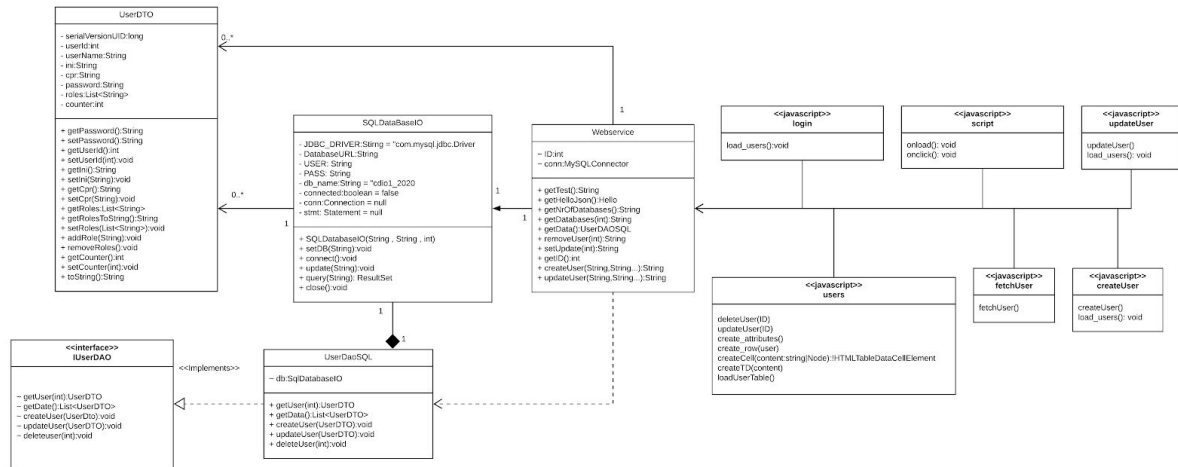 UserDTO
- serialVersionUID:long
- userId:int
- userName:String
- ini:String
- cpr:String
- password:String
- roles:List<String>
- counter:int
+ getPassword():String
+ setPassword():String
+ getUserId():int
+ setUserId(int):void
+ getIni():String
+ setIni(String):void
+ getCpr():String
+ setCpr(String):void
+ getRoles:List<String>
+ getRolesToString():String
+ setRoles(List<String>):void
+ addRole(String):void
+ removeRoles():void
+ getCounter():int
+ setCounter(int):void
+ toString():String
0..*
1
0..*
1
SQLDataBaseIO
- JDBC_DRIVER:Stirng = "com.mysql.jdbc.Driver
- DatabaseURL:String
- USER: String
- PASS: String
- db_name:String = "cdio1_2020
- connected:boolean = false
- conn:Connection = null
- stmt: Statement = null
+ SQLDatabaseIO(String , String , int)
+ setDB(String):void
+ connect():void
+ update(String):void
+ query(String): ResultSet
+ close():void
1
1
Webservice
~ ID:int
~ conn:MySQLConnector
+ getTest():String
+ getHelloJson():Hello
+ getNrOfDatabases():String
+ getDatabases(int):String
+ getData():UserDAOSQL
+ removeUser(int):String
+ setUpdate(int):String
+ getID():int
+ createUser(String,String...):String
+ updateUser(String,String...):String
<<javascript>>
login
load_users():void
<<javascript>>
script
onload(): void
onclick(): void
<<javascript>>
updateUser
updateUser()
load_users(): void
<<javascript>>
users
deleteUser(ID)
updateUser(ID)
create_attributes()
create_row(user)
createCell(content:string|Node):!HTMLTableDataCellElement
createTD(content)
loadUserTable()
<<javascript>>
fetchUser
fetchUser()
<<javascript>>
createUser
createUser()
load_users(): void
1
1
<<interface>>
IUserDAO
~ getUser(int):UserDTO
~ getDate():List<UserDTO>
~ createUser(UserDto):void
~ updateUser(UserDTO):void
~ deleteuser(int):void
<<Implements>>
UserDaoSQL
~ db:SqlDatabaseIO
+ getUser(int):UserDTO
+ getData():List<UserDTO>
+ createUser(UserDTO):void
+ updateUser(UserDTO):void
+ deleteUser(int):void